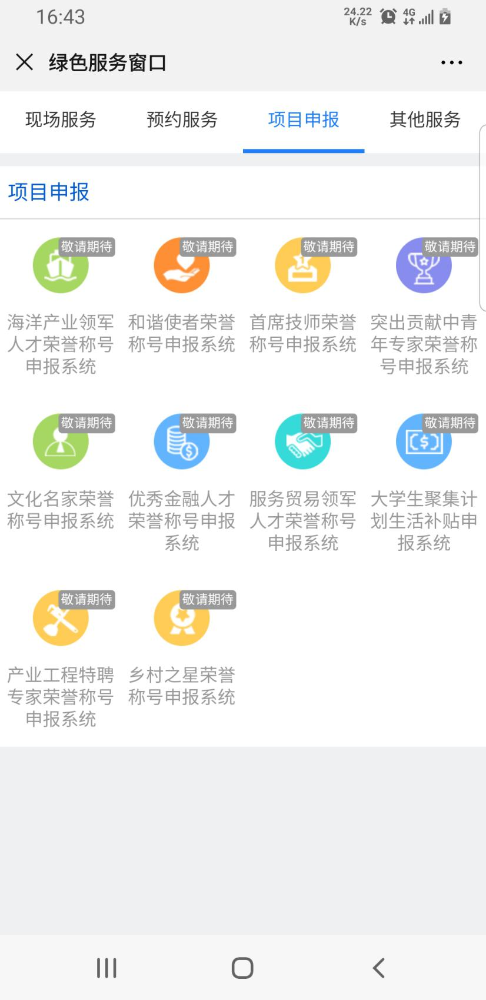 16:43
24.22
K/s
4G
绿色服务窗口
现场服务
预约服务
项目申报
其他服务
项目申报
敬请期待
敬请期待
敬请期待
敬请期待
1
海洋产业领军
人才荣誉称号
申报系统
和谐使者荣誉
称号申报系统
首席技师荣誉
称号申报系统
突出贡献中青
年专家荣誉称
号申报系统
敬请期待
敬请期待
敬请期待
敬请期待
$
$
文化名家荣誉
称号申报系统
优秀金融人才
荣誉称号申报
系统
服务贸易领军
人才荣誉称号
申报系统
大学生聚集计
划生活补贴申
报系统
敬请期待
敬请期待
产业工程特聘
专家荣誉称号
申报系统
乡村之星荣誉
称号申报系统